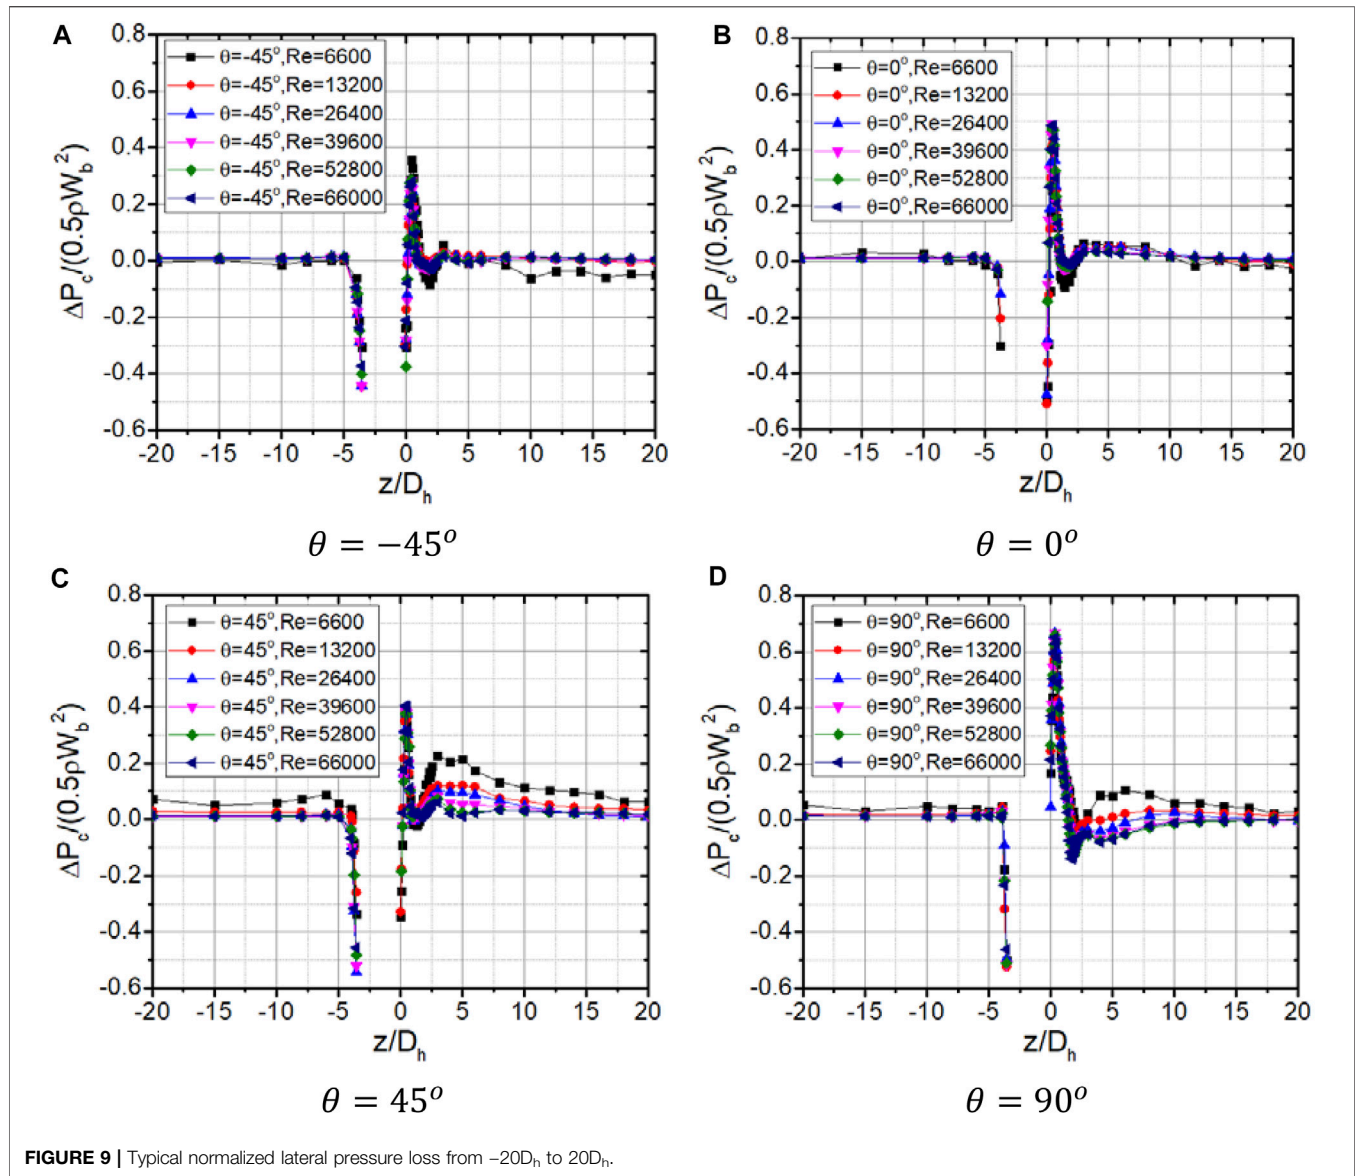 A
0.8
0.6
0.4
0.2
0.0
-0.2
-0.4
-0.6
ΔP_c/(0.5ρW_b^2)
θ=-45°,Re=6600
θ=-45°,Re=13200
θ=-45°,Re=26400
θ=-45°,Re=39600
θ=-45°,Re=52800
θ=-45°,Re=66000
-20 -15 -10 -5 0 5 10 15 20
z/D_h
θ = −45°
B
0.8
0.6
0.4
0.2
0.0
-0.2
-0.4
-0.6
ΔP_c/(0.5ρW_b^2)
θ=0°,Re=6600
θ=0°,Re=13200
θ=0°,Re=26400
θ=0°,Re=39600
θ=0°,Re=52800
θ=0°,Re=66000
-20 -15 -10 -5 0 5 10 15 20
z/D_h
θ = 0°
C
0.8
0.6
0.4
0.2
0.0
-0.2
-0.4
-0.6
ΔP_c/(0.5ρW_b^2)
θ=45°,Re=6600
θ=45°,Re=13200
θ=45°,Re=26400
θ=45°,Re=39600
θ=45°,Re=52800
θ=45°,Re=66000
-20 -15 -10 -5 0 5 10 15 20
z/D_h
θ = 45°
D
0.8
0.6
0.4
0.2
0.0
-0.2
-0.4
-0.6
ΔP_c/(0.5ρW_b^2)
θ=90°,Re=6600
θ=90°,Re=13200
θ=90°,Re=26400
θ=90°,Re=39600
θ=90°,Re=52800
θ=90°,Re=66000
-20 -15 -10 -5 0 5 10 15 20
z/D_h
θ = 90°
FIGURE 9 | Typical normalized lateral pressure loss from −20D_h to 20D_h.